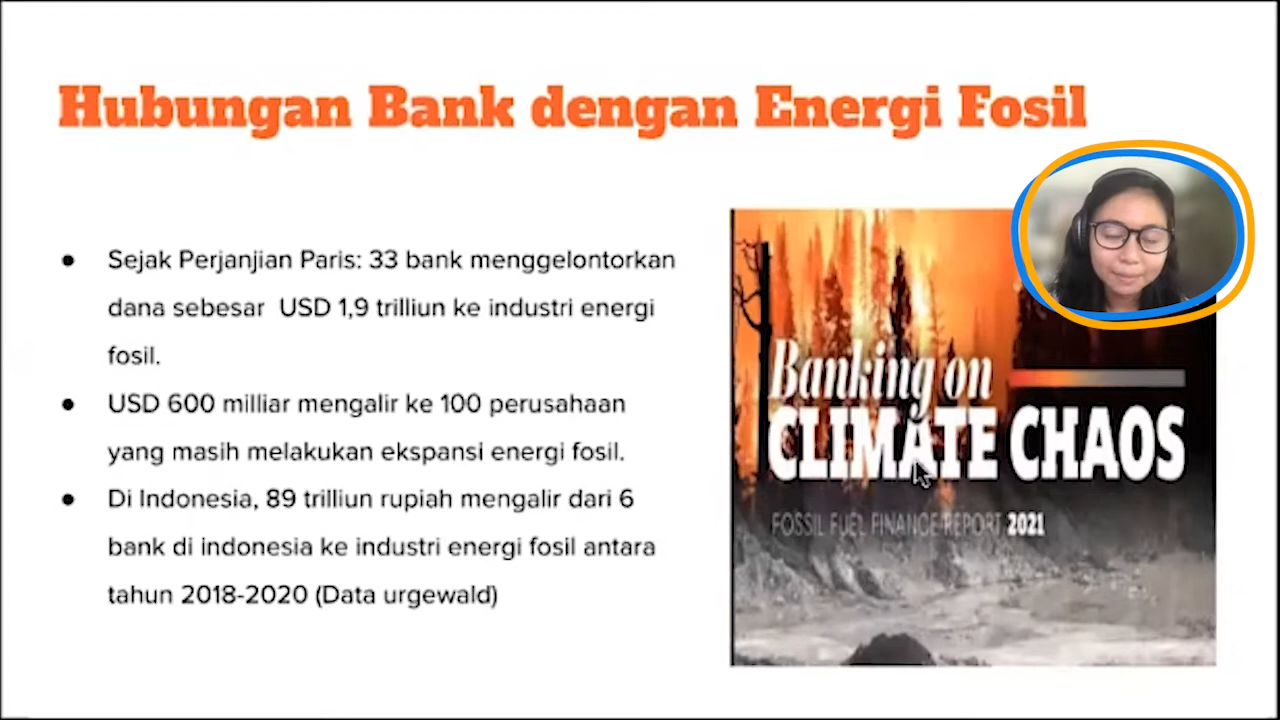 Hubungan Bank dengan Energi Fosil
● Sejak Perjanjian Paris: 33 bank menggelontorkan
dana sebesar USD 1,9 trilliun ke industri energi
fosil.
● USD 600 milliar mengalir ke 100 perusahaan
yang masih melakukan ekspansi energi fosil.
● Di Indonesia, 89 trilliun rupiah mengalir dari 6
bank di indonesia ke industri energi fosil antara
tahun 2018-2020 (Data urgewald)
Banking on
CLIMATE CHAOS
FOSSIL FUEL FINANCE REPORT 2021